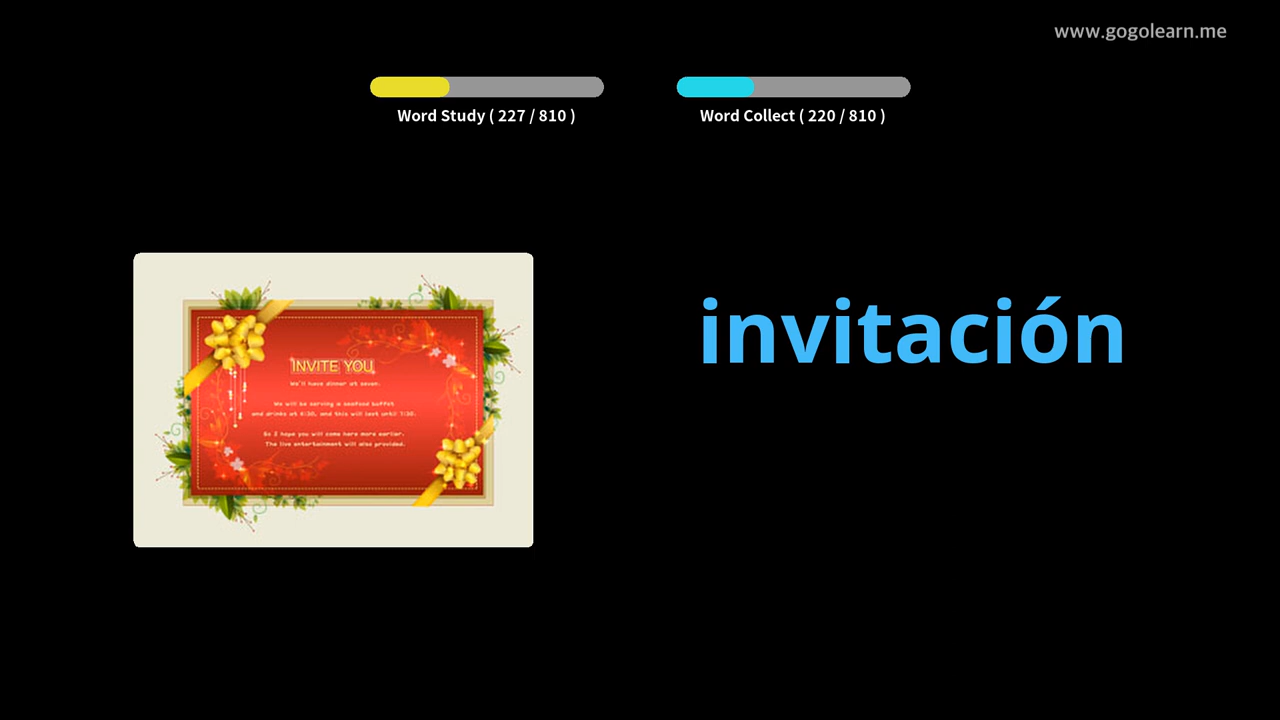 www.gogolearn.me
Word Study ( 227 / 810 )
Word Collect ( 220 / 810 )
invitación
INVITE YOU
We'll have dinner at seven.
We will be serving a seafood buffet
and drinks at 6:30, and this will last until 7:30.
So I hope you will come here more earlier.
The live entertainment will also provided.